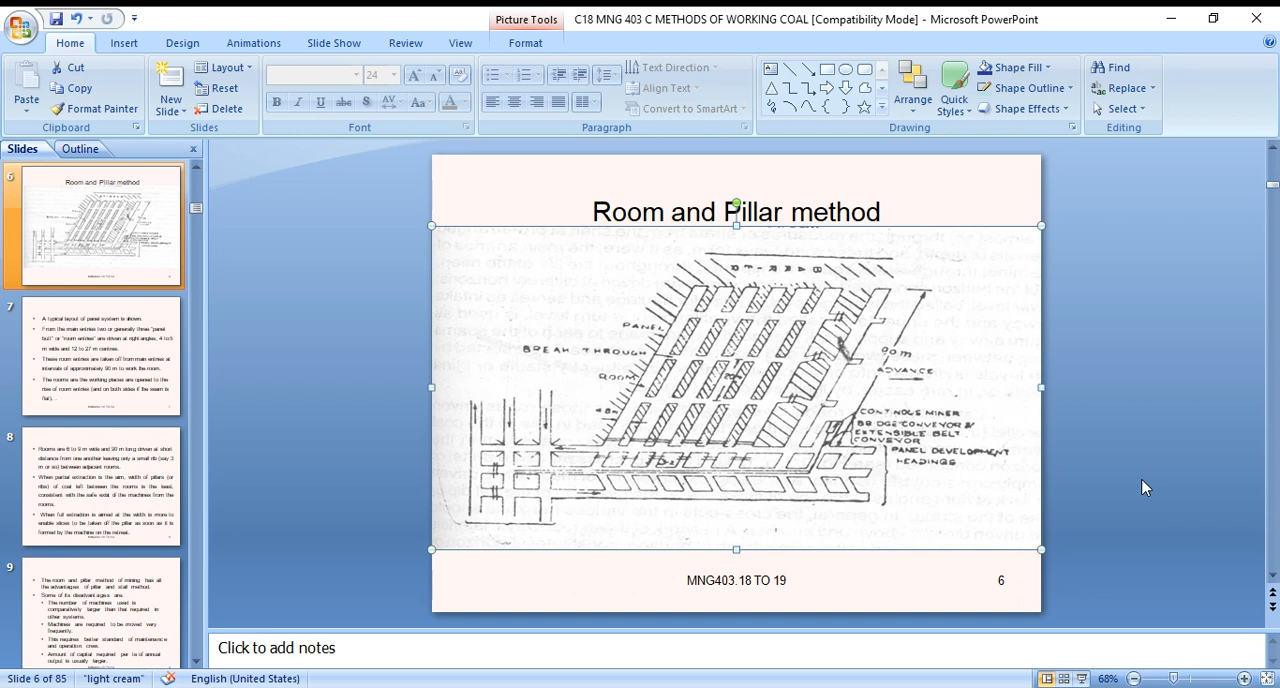 Picture Tools
C18 MNG 403 C METHODS OF WORKING COAL [Compatibility Mode] - Microsoft PowerPoint
Home Insert Design Animations Slide Show Review View Format
Paste
Cut
Copy
Format Painter
Clipboard
New Slide
Layout
Reset
Delete
Slides
24
B I U abe S AV Aa A
Font
Text Direction
Align Text
Convert to SmartArt
Paragraph
Arrange
Quick Styles
Shape Fill
Shape Outline
Shape Effects
Drawing
Find
Replace
Select
Editing
Slides Outline x
6
Room and Pillar method
7
• A typical layout of panel system is shown.
• From the main entries two or generally three "panel
butt" or "room entries" are driven at right angles, 4 to 5
m wide and 12 to 27 m centres.
• These room entries are taken off from main entries at
intervals of approximately 90 m to work the room.
• The rooms are the working places are opened to the
rise of room entries (and on both sides if the seam is
flat)...
8
• Rooms are 6 to 9 m wide and 90 m long driven at short
distance from one another leaving only a small rib (say 3
m or so) between adjacent rooms.
• When partial extraction is the aim, width of pillars (or
ribs) of coal left between the rooms is the least,
consistent with the safe exist of the machines from the
rooms.
• When full extraction is aimed at the width is more to
enable slices to be taken off the pillar as soon as it is
formed by the machine on the retreat.
9
• The room and pillar method of mining has all
the advantages of pillar and stall method.
• Some of its disadvantages are:
• The number of machines used is
comparatively larger than that required in
other systems.
• Machines are required to be moved very
frequently.
• This requires better standard of maintenance
and operation crew.
• Amount of capital required per te of annual
output is usually larger.
Room and Pillar method
BARRIER
PANEL
BREAK THROUGH
ROOM
ADVANCE
CONTINOUS MINER
BRIDGE CONVEYOR &
EXTENSIBLE BELT
CONVEYOR
PANEL DEVELOPMENT
HEADINGS
MNG403.18 TO 19
6
Click to add notes
Slide 6 of 85 "light cream" English (United States) 68%